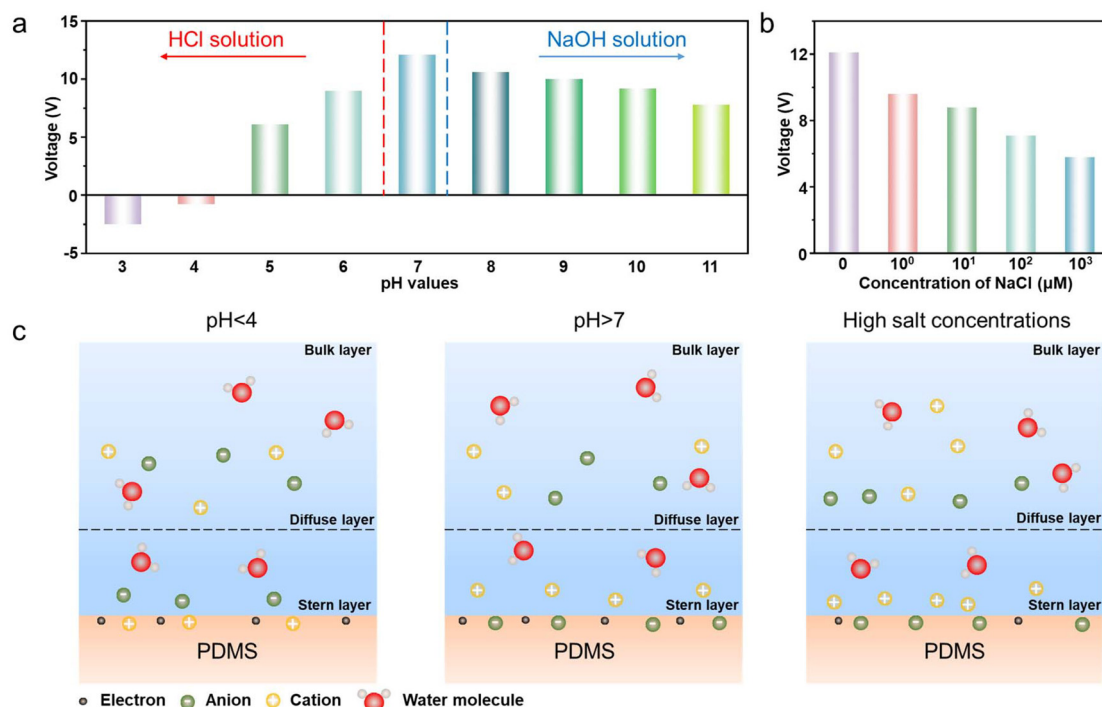 a
HCl solution
NaOH solution
Voltage (V)
15
10
5
0
-5
3 4 5 6 7 8 9 10 11
pH values
b
Voltage (V)
12
8
4
0
0 10⁰ 10¹ 10² 10³
Concentration of NaCl (µM)
c
pH<4
Bulk layer
Diffuse layer
Stern layer
PDMS
pH>7
Bulk layer
Diffuse layer
Stern layer
PDMS
High salt concentrations
Bulk layer
Diffuse layer
Stern layer
PDMS
Electron Anion Cation Water molecule